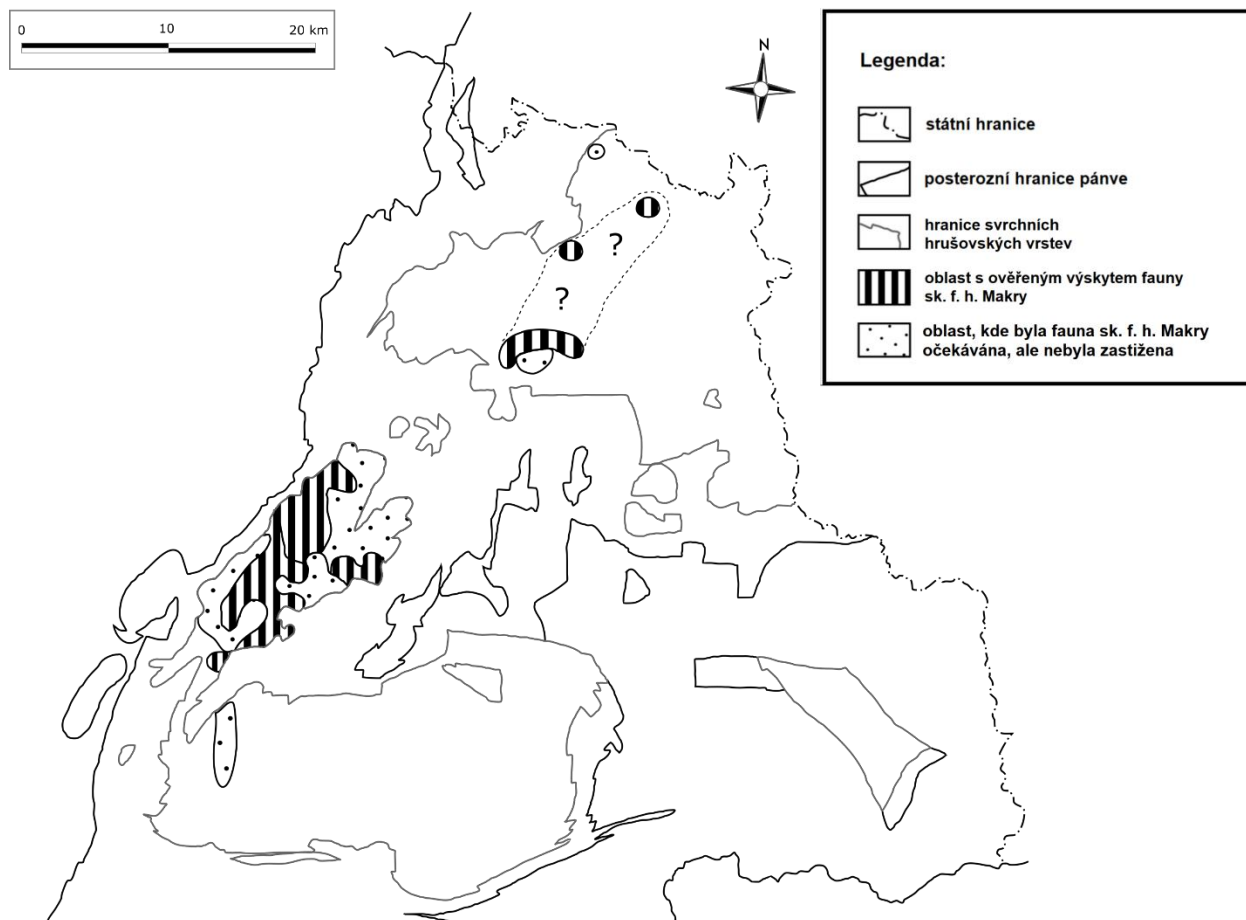 0 10 20 km
N
Legenda:
státní hranice
posterozní hranice pánve
hranice svrchních
hrušovských vrstev
oblast s ověřeným výskytem fauny
sk. f. h. Makry
oblast, kde byla fauna sk. f. h. Makry
očekávána, ale nebyla zastižena
?
?